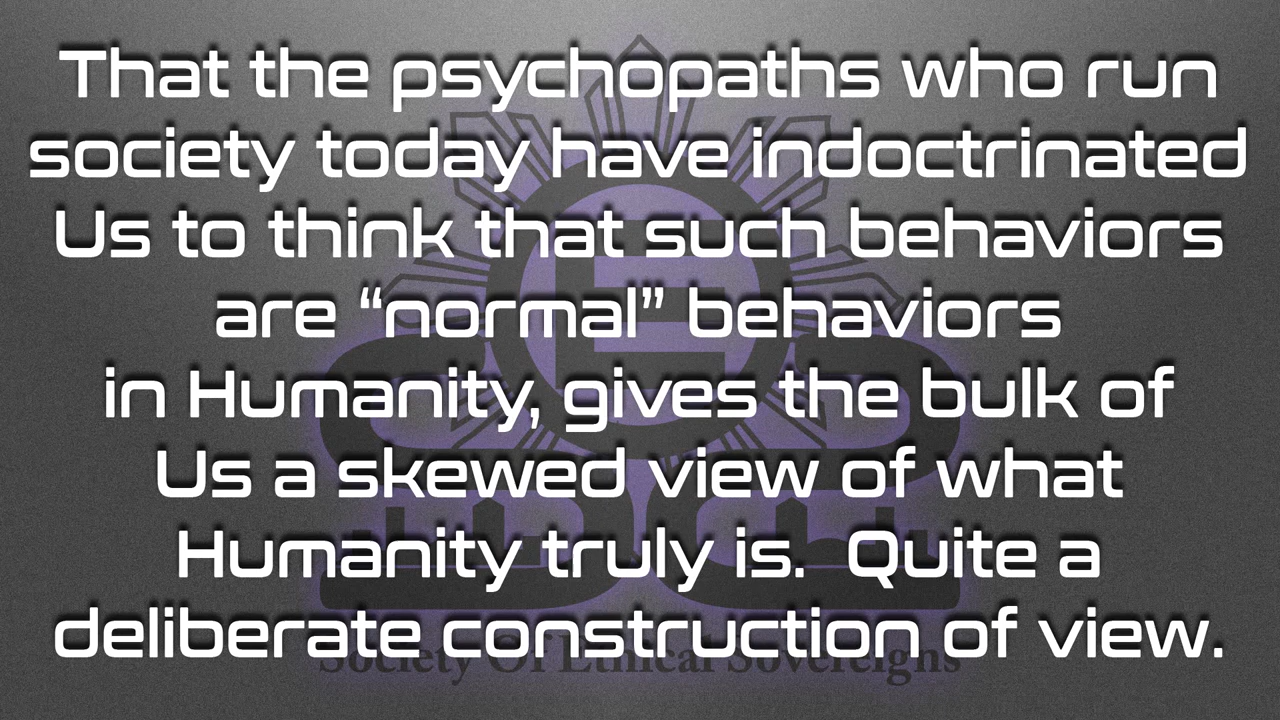 That the psychopaths who run
society today have indoctrinated
Us to think that such behaviors
are “normal” behaviors
in Humanity, gives the bulk of
Us a skewed view of what
Humanity truly is.  Quite a
deliberate construction of view.
Society Of Ethical Sovereigns